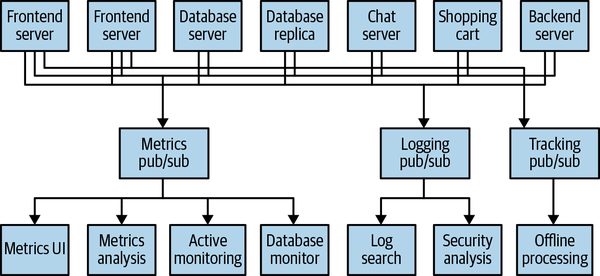 Frontend
server
Frontend
server
Database
server
Database
replica
Chat
server
Shopping
cart
Backend
server
Metrics
pub/sub
Logging
pub/sub
Tracking
pub/sub
Metrics UI
Metrics
analysis
Active
monitoring
Database
monitor
Log
search
Security
analysis
Offline
processing